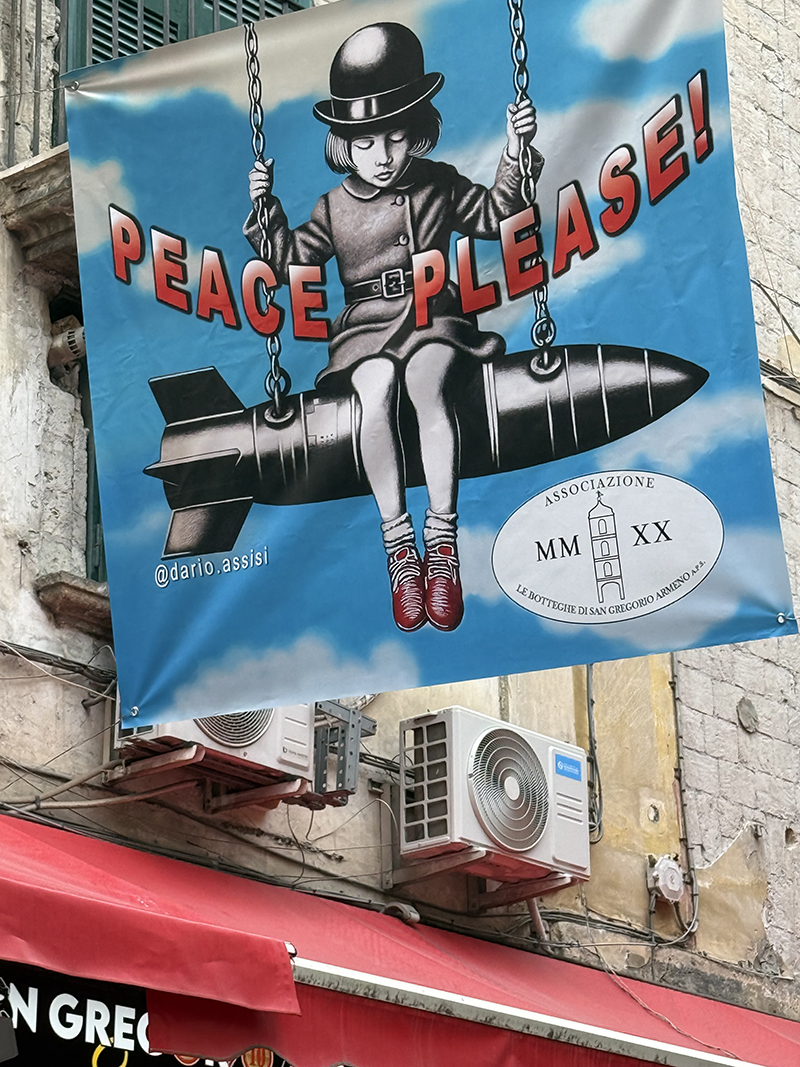 PEACE PLEASE!
@dario.assisi
ASSOCIAZIONE
MM XX
LE BOTTEGHE DI SAN GREGORIO ARMENO A.P.S.
N GREG